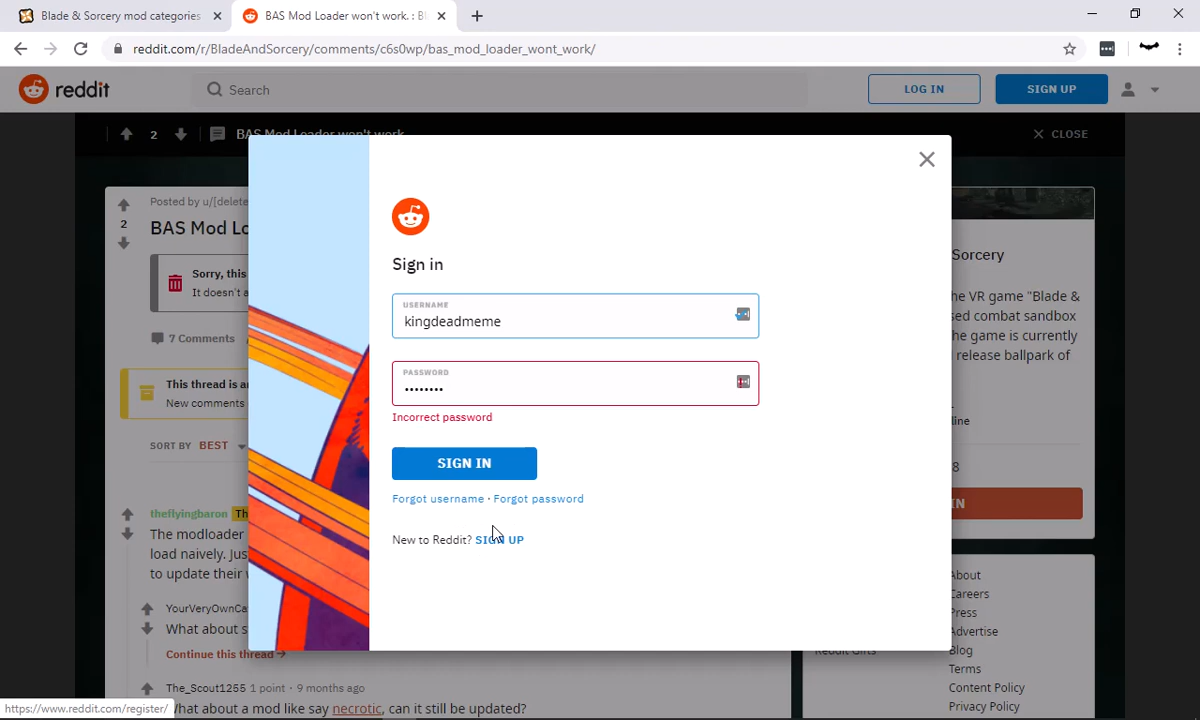 Blade & Sorcery mod categories
BAS Mod Loader won't work. : Bl
reddit.com/r/BladeAndSorcery/comments/c6s0wp/bas_mod_loader_wont_work/
reddit
Search
LOG IN
SIGN UP
2
BAS Mod Loader won't work
CLOSE
Posted by u/[delete
2
BAS Mod Lo
Sorry, this
It doesn't a
7 Comments
This thread is ar
New comments
SORT BY BEST
theflyingbaron Th
The modloader
load naively. Jus
to update their
YourVeryOwnCa
What about s
Continue this thread →
The_Scout1255 1 point · 9 months ago
What about a mod like say necrotic, can it still be updated?
Sign in
USERNAME
kingdeadmeme
PASSWORD
••••••••
Incorrect password
SIGN IN
Forgot username · Forgot password
New to Reddit? SIGN UP
Sorcery
he VR game "Blade &
sed combat sandbox
he game is currently
release ballpark of
line
8
IN
About
Careers
Press
Advertise
Blog
Terms
Content Policy
Privacy Policy
Reddit Gifts
https://www.reddit.com/register/